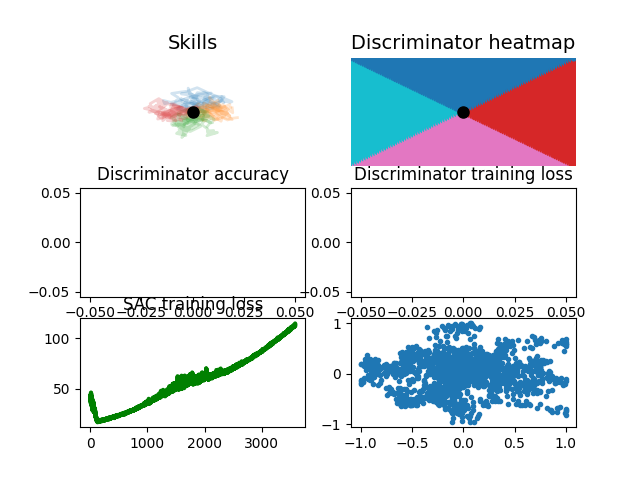 Skills
Discriminator heatmap
Discriminator accuracy
Discriminator training loss
0.05
0.00
−0.05
−0.050 −0.025 0.000 0.025 0.050
0.05
0.00
−0.05
−0.050 −0.025 0.000 0.025 0.050
SAC training loss
100
50
0 1000 2000 3000
1
0
−1
−1.0 −0.5 0.0 0.5 1.0